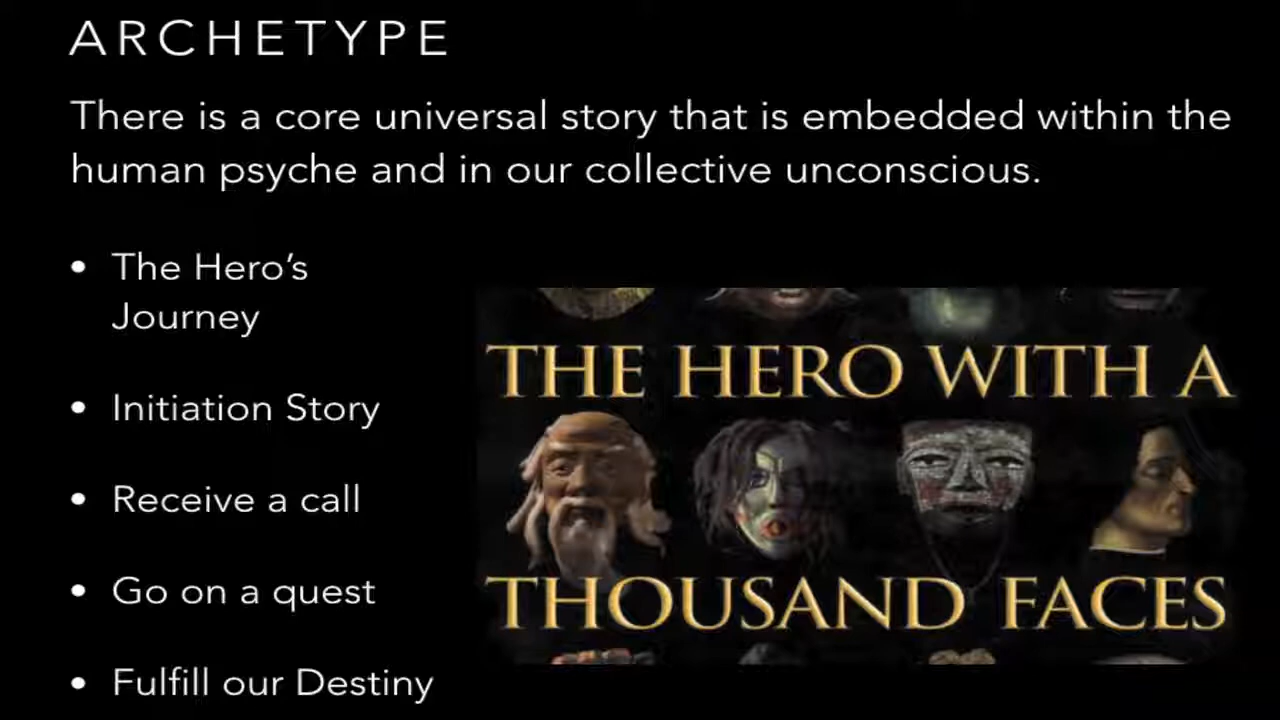 ARCHETYPE
There is a core universal story that is embedded within the
human psyche and in our collective unconscious.
• The Hero's
Journey
• Initiation Story
• Receive a call
• Go on a quest
• Fulfill our Destiny
THE HERO WITH A
THOUSAND FACES